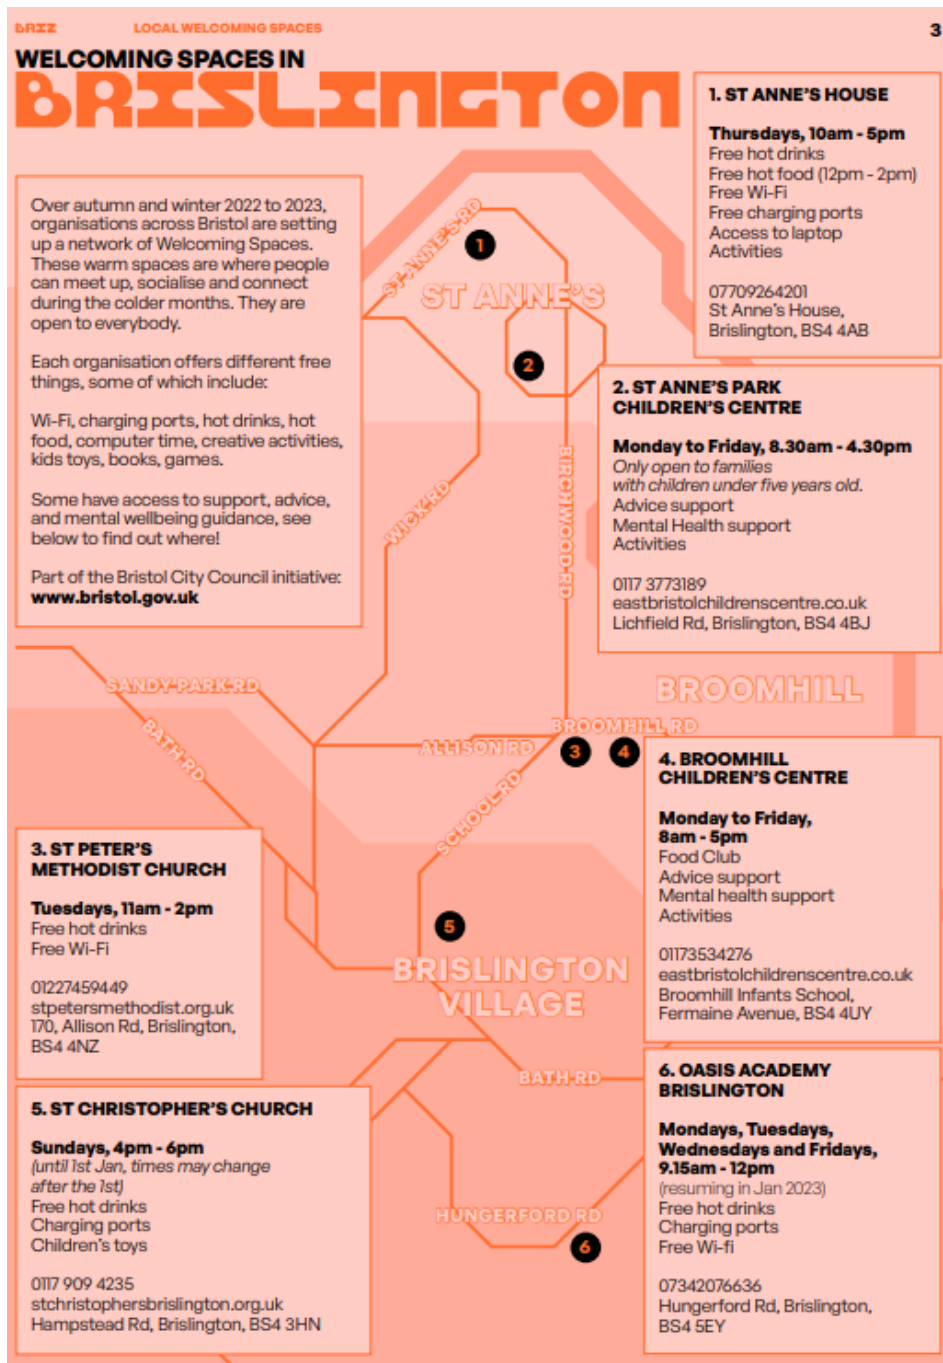 BRIZ
LOCAL WELCOMING SPACES
3
WELCOMING SPACES IN
BRISLINGTON
Over autumn and winter 2022 to 2023,
organisations across Bristol are setting
up a network of Welcoming Spaces.
These warm spaces are where people
can meet up, socialise and connect
during the colder months. They are
open to everybody.
Each organisation offers different free
things, some of which include:
Wi-Fi, charging ports, hot drinks, hot
food, computer time, creative activities,
kids toys, books, games.
Some have access to support, advice,
and mental wellbeing guidance, see
below to find out where!
Part of the Bristol City Council initiative:
www.bristol.gov.uk
1. ST ANNE'S HOUSE
Thursdays, 10am - 5pm
Free hot drinks
Free hot food (12pm - 2pm)
Free Wi-Fi
Free charging ports
Access to laptop
Activities
07709264201
St Anne's House,
Brislington, BS4 4AB
2. ST ANNE'S PARK
CHILDREN'S CENTRE
Monday to Friday, 8.30am - 4.30pm
Only open to families
with children under five years old.
Advice support
Mental Health support
Activities
0117 3773189
eastbristolchildrenscentre.co.uk
Lichfield Rd, Brislington, BS4 4BJ
ST-ANNE'S RD
1
ST ANNE'S
2
BIRCHWOOD RD
WICK RD
SANDY PARK RD
BATH RD
BROOMHILL
BROOMHILL RD
ALLISON RD
3
4
SCHOOL RD
5
BRISLINGTON
VILLAGE
BATH RD
HUNGERFORD RD
6
3. ST PETER'S
METHODIST CHURCH
Tuesdays, 11am - 2pm
Free hot drinks
Free Wi-Fi
01227459449
stpetersmethodist.org.uk
170, Allison Rd, Brislington,
BS4 4NZ
4. BROOMHILL
CHILDREN'S CENTRE
Monday to Friday,
8am - 5pm
Food Club
Advice support
Mental health support
Activities
01173534276
eastbristolchildrenscentre.co.uk
Broomhill Infants School,
Fermaine Avenue, BS4 4UY
5. ST CHRISTOPHER'S CHURCH
Sundays, 4pm - 6pm
(until 1st Jan, times may change
after the 1st)
Free hot drinks
Charging ports
Children's toys
0117 909 4235
stchristophersbrislington.org.uk
Hampstead Rd, Brislington, BS4 3HN
6. OASIS ACADEMY
BRISLINGTON
Mondays, Tuesdays,
Wednesdays and Fridays,
9.15am - 12pm
(resuming in Jan 2023)
Free hot drinks
Charging ports
Free Wi-fi
07342076636
Hungerford Rd, Brislington,
BS4 5EY